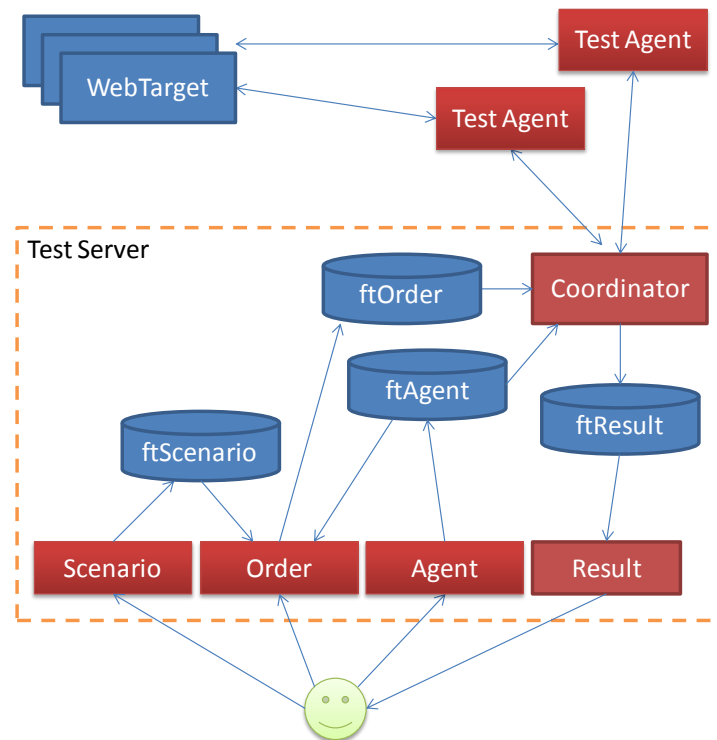 Test Agent
WebTarget
Test Agent
Test Server
ftOrder
Coordinator
ftAgent
ftResult
ftScenario
Scenario
Order
Agent
Result